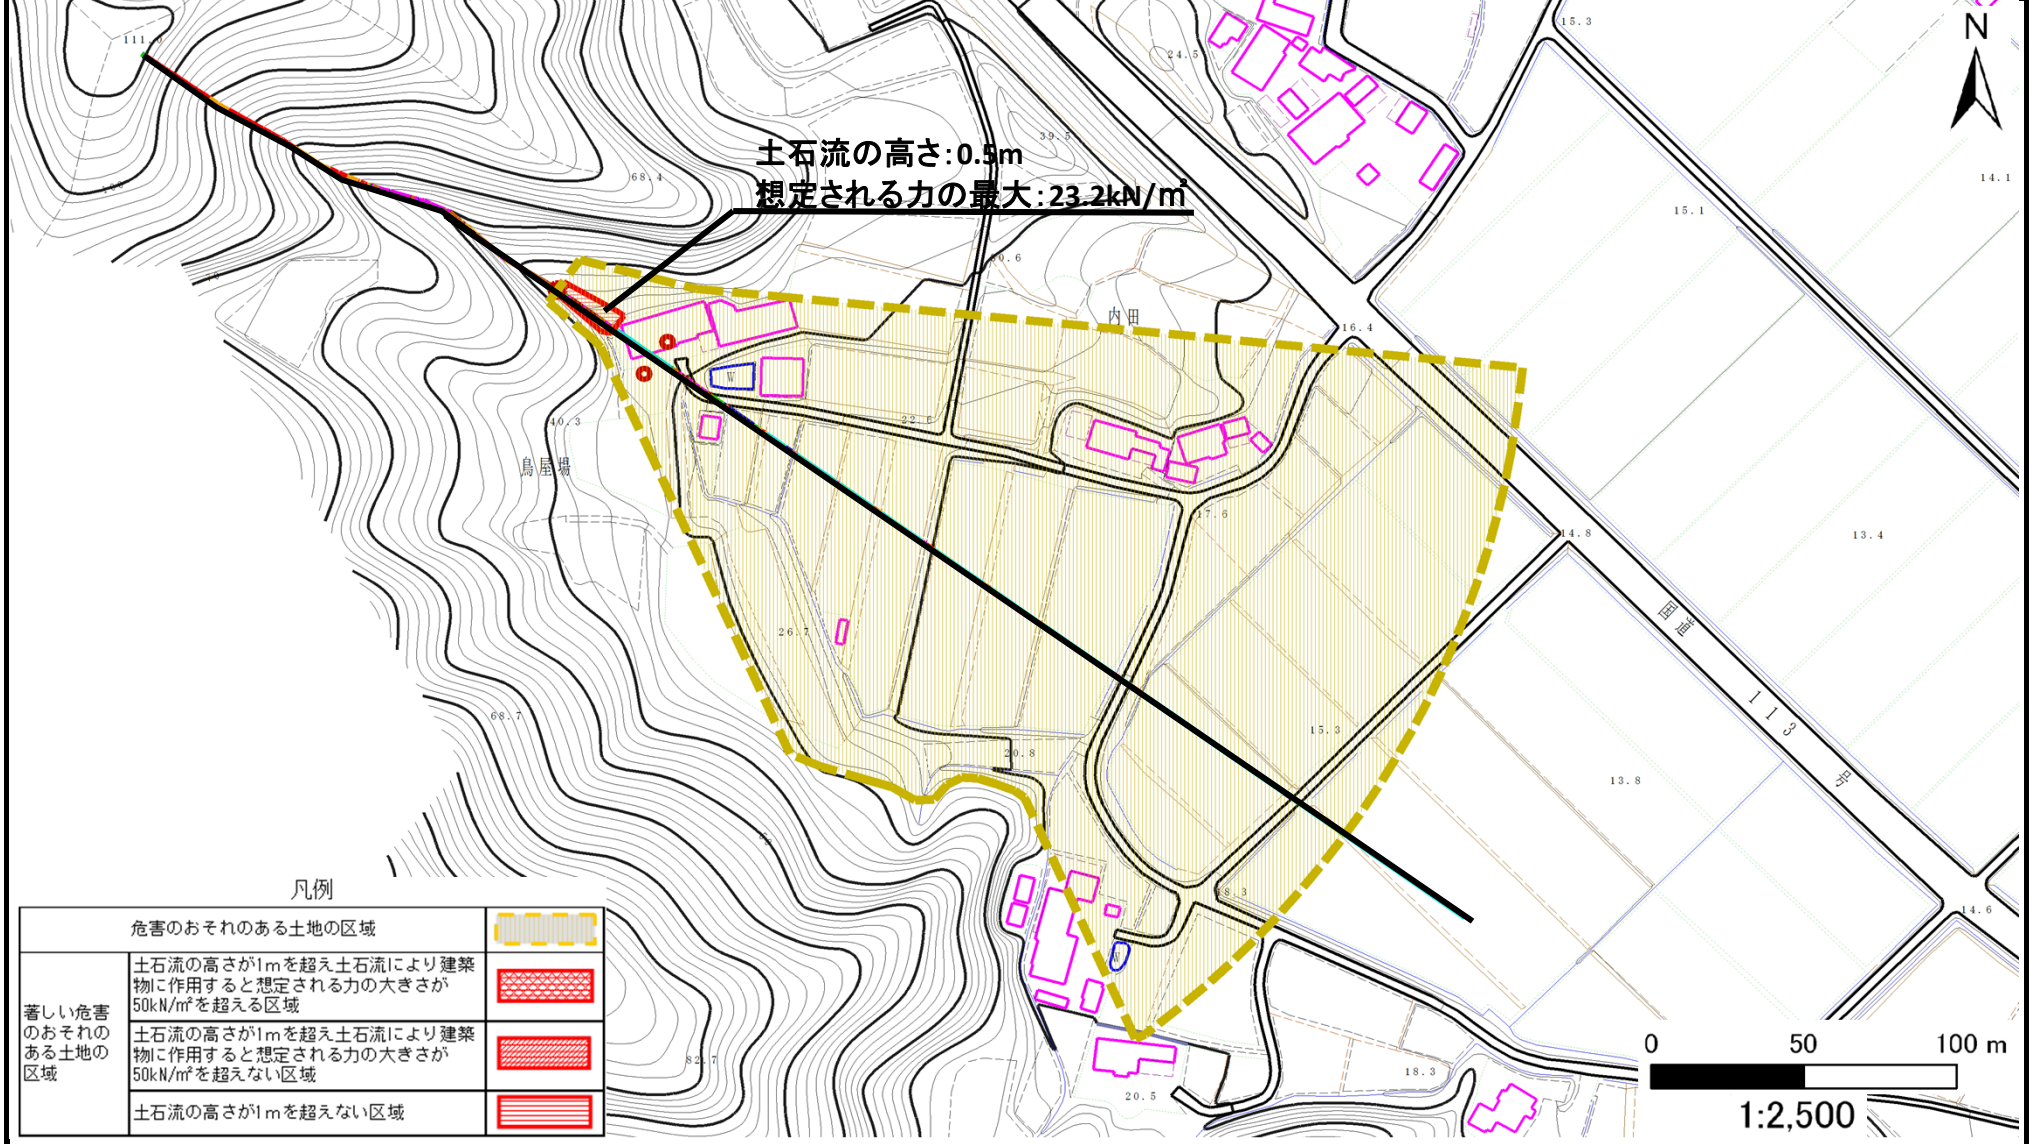 15.3
N
111.0
24.5
39.5
土石流の高さ:0.5m
想定される力の最大:23.2kN/㎡
68.4
14.1
15.1
内田
16.4
40.3
22.6
W
鳥屋場
17.6
14.8
13.4
国道113号
26.7
68.7
20.8
15.3
13.8
18.3
W
14.6
82.7
18.3
20.5
凡例
危害のおそれのある土地の区域
著しい危害
のおそれの
ある土地の
区域
土石流の高さが1mを超え土石流により建築
物に作用すると想定される力の大きさが
50kN/㎡を超える区域
土石流の高さが1mを超え土石流により建築
物に作用すると想定される力の大きさが
50kN/㎡を超えない区域
土石流の高さが1mを超えない区域
0 50 100 m
1:2,500